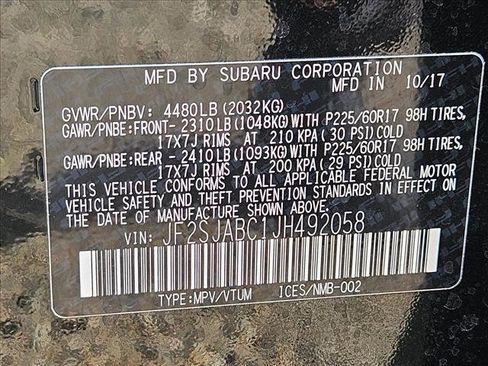 MFD BY SUBARU CORPORATION
MFD IN 10/17
GVWR/PNBV: 4480LB(2032KG)
GAWR/PNBE:FRONT- 2310LB(1048KG)WITH P225/60R17 98H TIRES,
17X7J RIMS AT 210 KPA(30 PSI)COLD
GAWR/PNBE:REAR - 2410LB(1093KG)WITH P225/60R17 98H TIRES,
17X7J RIMS AT 200 KPA(29 PSI)COLD
THIS VEHICLE CONFORMS TO ALL APPLICABLE FEDERAL MOTOR
VEHICLE SAFETY AND THEFT PREVENTION STANDARDS IN EFFECT ON
THE DATE OF MANUFACTURE SHOWN ABOVE.
VIN: JF2SJABC1JH492058
TYPE:MPV/VTUM ICES/NMB-002